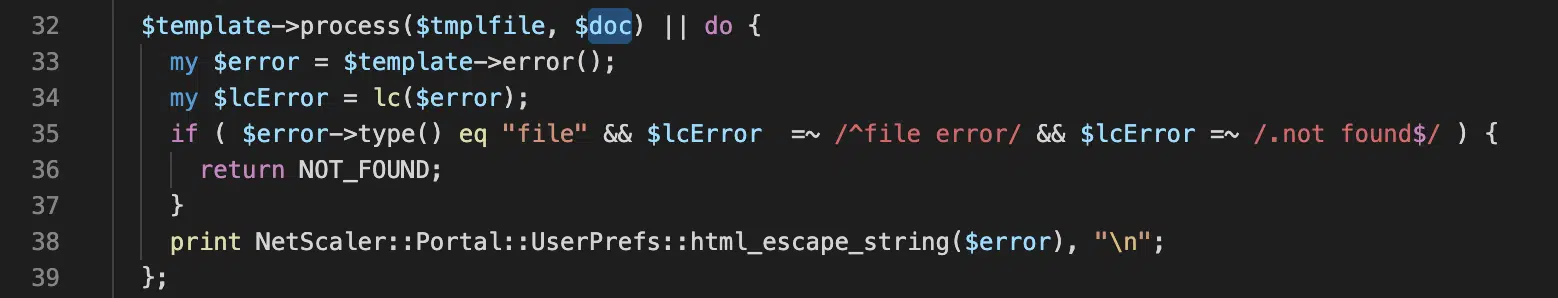 32 $template->process($tmplfile, $doc) || do {
33 my $error = $template->error();
34 my $lcError = lc($error);
35 if ( $error->type() eq "file" && $lcError  =~ /^file error/ && $lcError =~ /.not found$/ ) {
36 return NOT_FOUND;
37 }
38 print NetScaler::Portal::UserPrefs::html_escape_string($error), "\n";
39 };